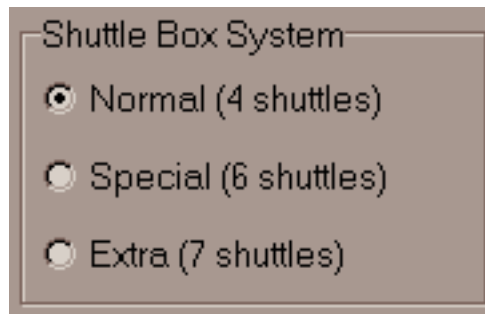 Shuttle Box System
Normal (4 shuttles)
Special (6 shuttles)
Extra (7 shuttles)